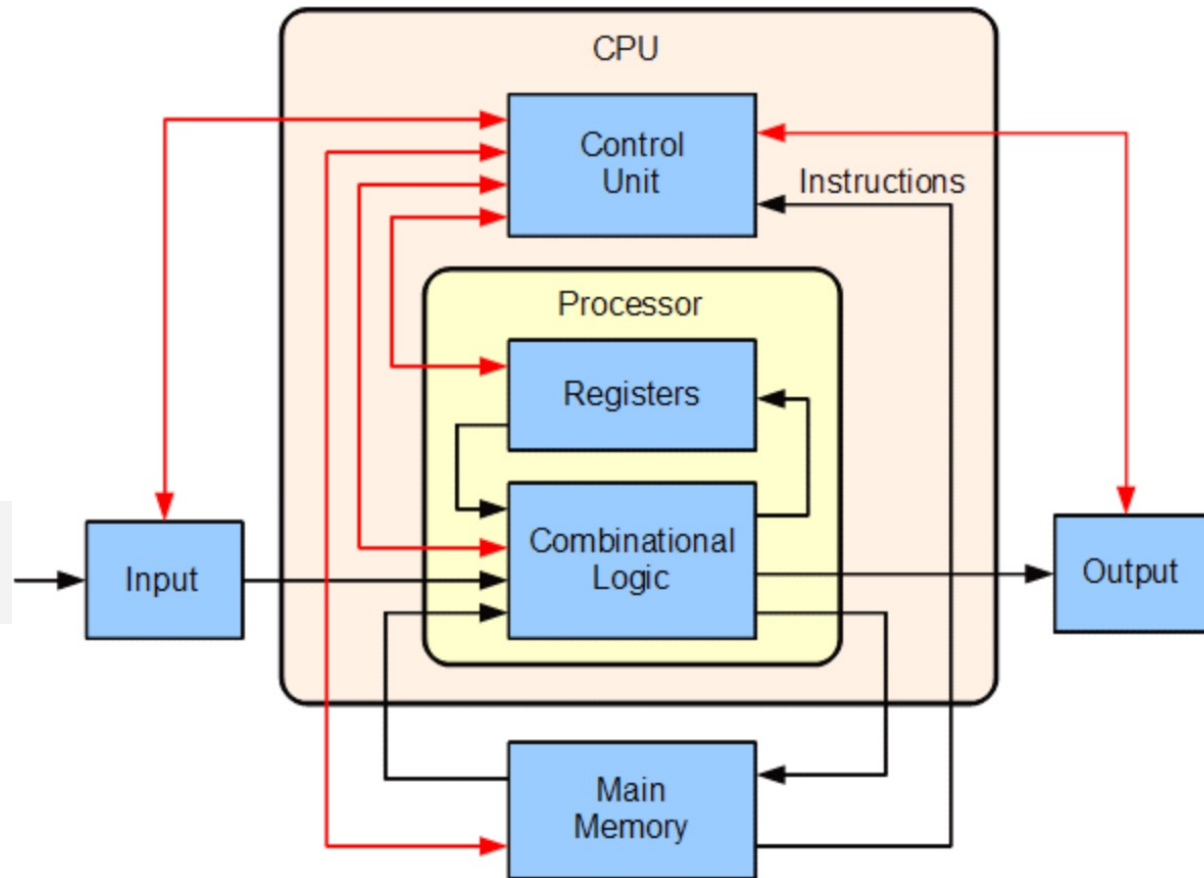 CPU
Control
Unit
Instructions
Processor
Registers
Combinational
Logic
Input
Output
Main
Memory